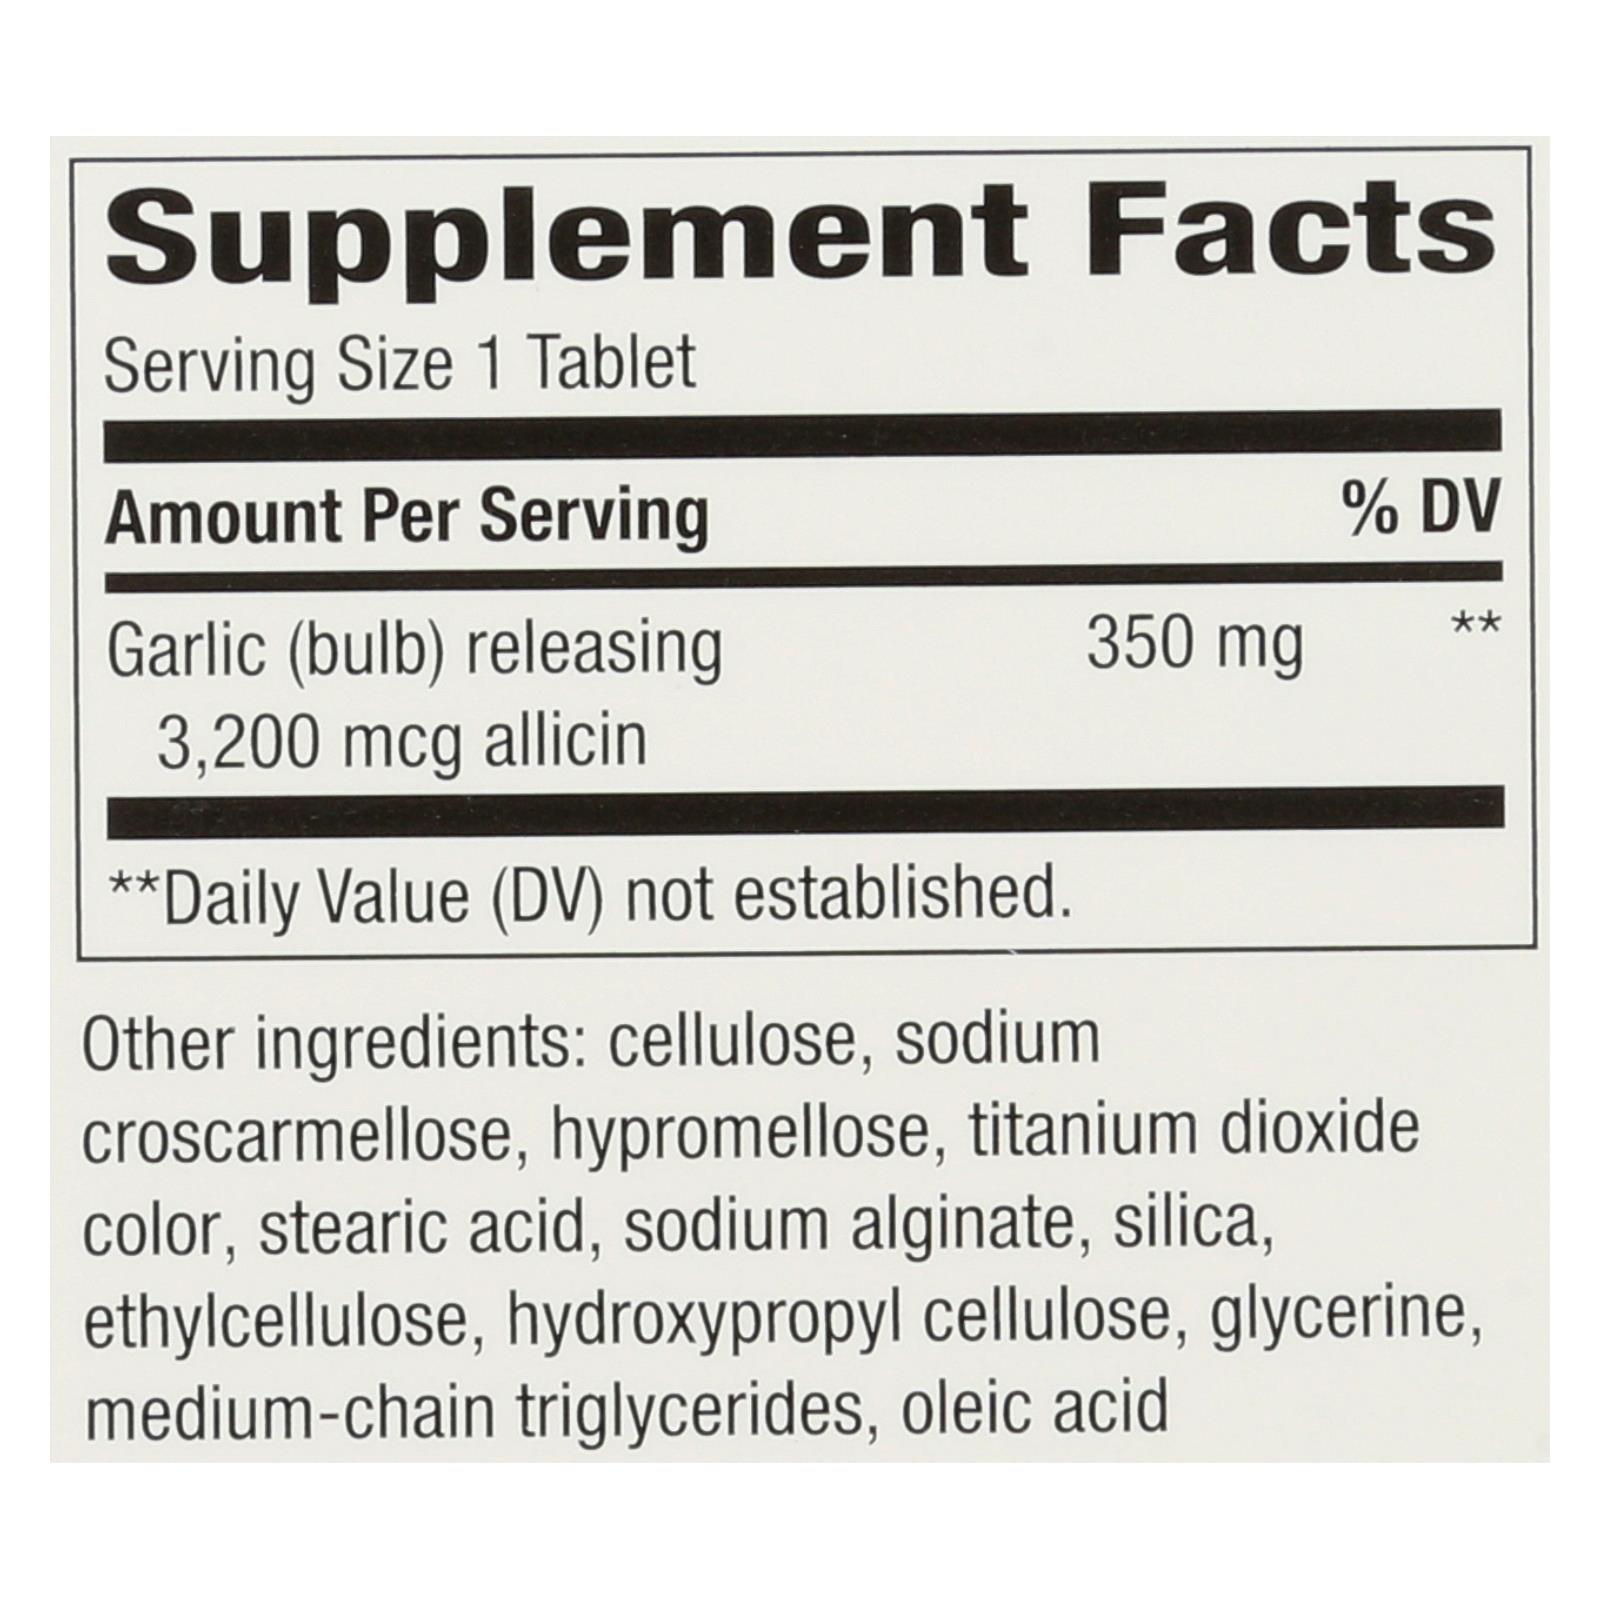 Supplement Facts
Serving Size 1 Tablet
Amount Per Serving % DV
Garlic (bulb) releasing 350 mg **
3,200 mcg allicin
**Daily Value (DV) not established.
Other ingredients: cellulose, sodium
croscarmellose, hypromellose, titanium dioxide
color, stearic acid, sodium alginate, silica,
ethylcellulose, hydroxypropyl cellulose, glycerine,
medium-chain triglycerides, oleic acid